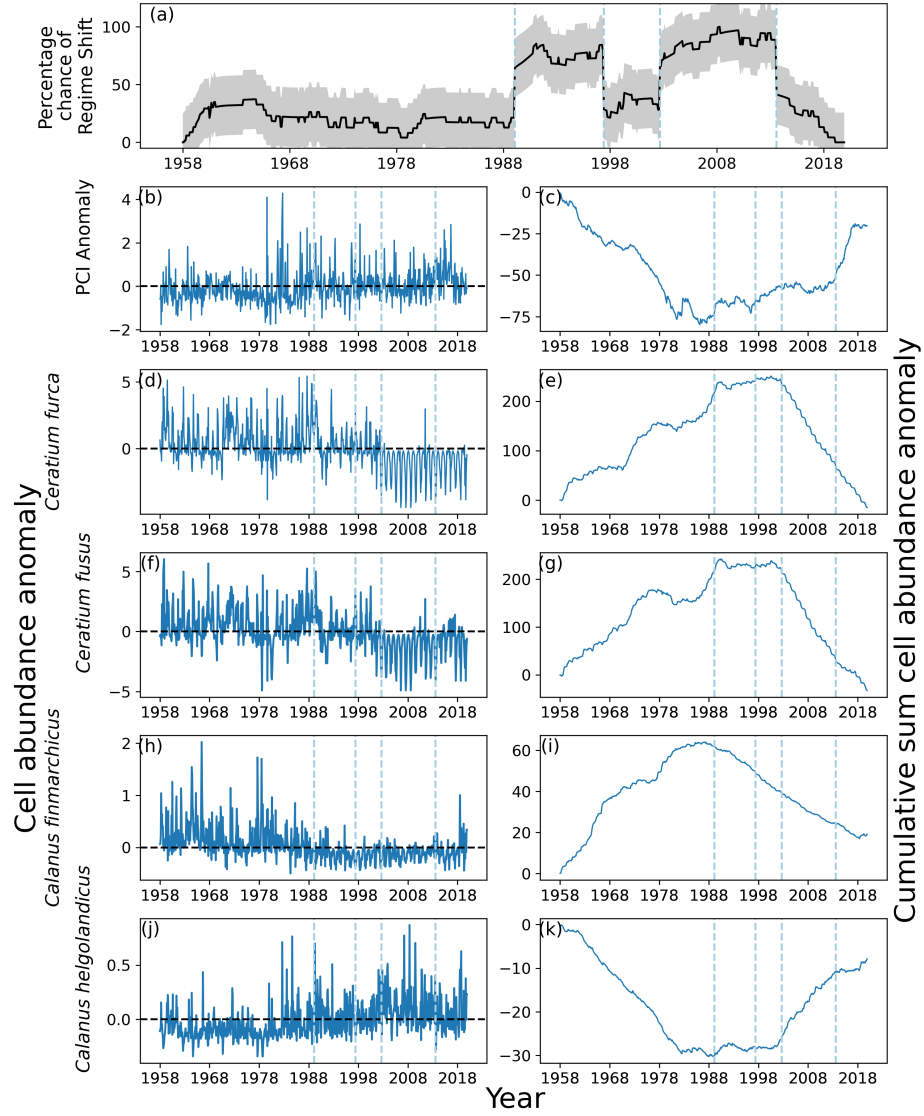 (a)
Percentage
chance of
Regime Shift
100
50
0
1958 1968 1978 1988 1998 2008 2018
(b)
PCI Anomaly
4
2
0
−2
1958 1968 1978 1988 1998 2008 2018
(c)
0
−25
−50
−75
1958 1968 1978 1988 1998 2008 2018
(d)
Ceratium furca
5
0
1958 1968 1978 1988 1998 2008 2018
(e)
200
100
0
1958 1968 1978 1988 1998 2008 2018
(f)
Ceratium fusus
5
0
−5
1958 1968 1978 1988 1998 2008 2018
(g)
200
100
0
1958 1968 1978 1988 1998 2008 2018
(h)
Calanus finmarchicus
2
1
0
1958 1968 1978 1988 1998 2008 2018
(i)
60
40
20
0
1958 1968 1978 1988 1998 2008 2018
(j)
Calanus helgolandicus
0.5
0.0
1958 1968 1978 1988 1998 2008 2018
(k)
0
−10
−20
−30
1958 1968 1978 1988 1998 2008 2018
Cell abundance anomaly
Cumulative sum cell abundance anomaly
Year